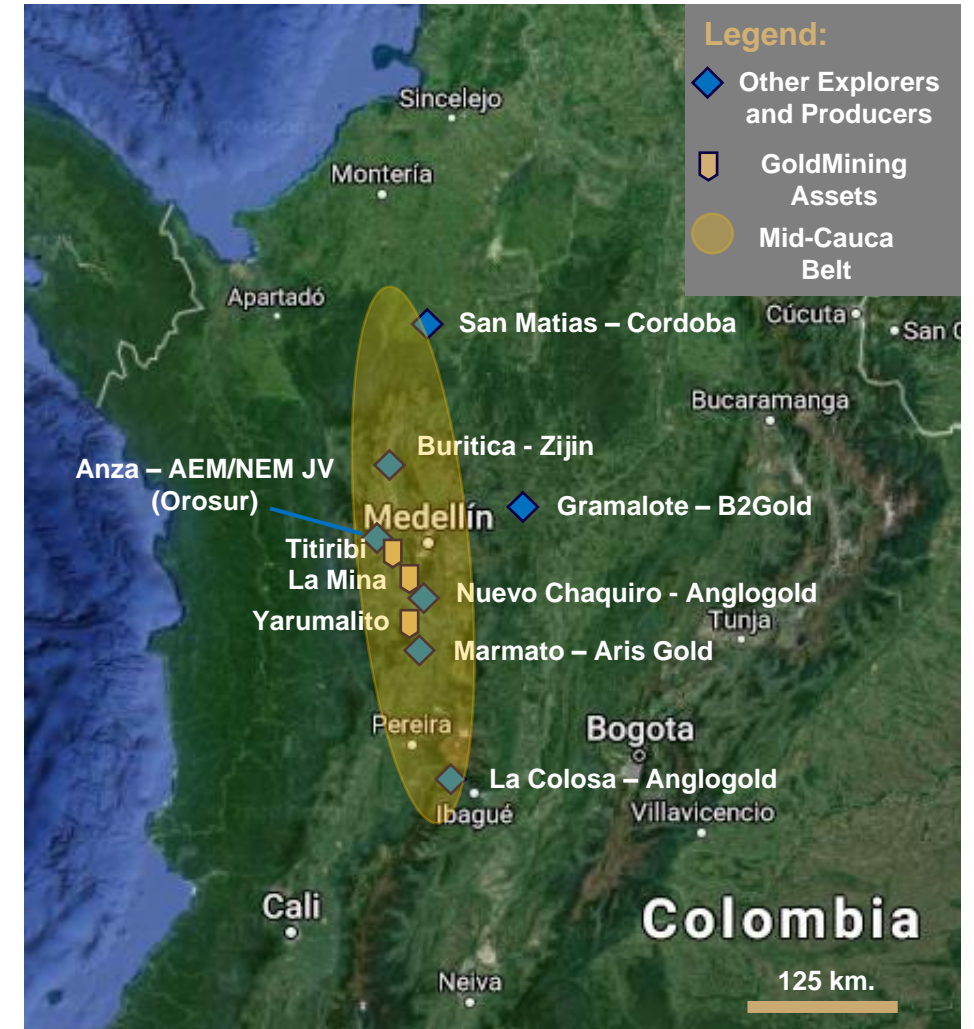 Legend:
Other Explorers
and Producers
GoldMining
Assets
Mid-Cauca
Belt
Sincelejo
Montería
Apartadó
Cúcuta
San
San Matias – Cordoba
Bucaramanga
Buritica - Zijin
Anza – AEM/NEM JV
(Orosur)
Gramalote – B2Gold
Medellín
Titiribi
La Mina
Nuevo Chaquiro - Anglogold
Yarumalito
Tunja
Marmato – Aris Gold
Pereira
Bogota
La Colosa – Anglogold
Ibagué
Villavicencio
Cali
Colombia
Neiva
125 km.